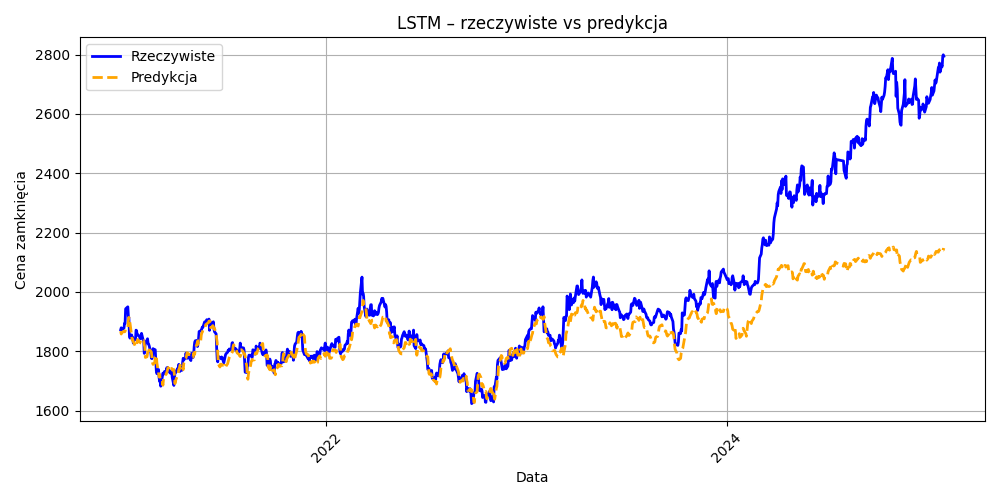 LSTM – rzeczywiste vs predykcja
Rzeczywiste
Predykcja
Cena zamknięcia
2800
2600
2400
2200
2000
1800
1600
2022
2024
Data